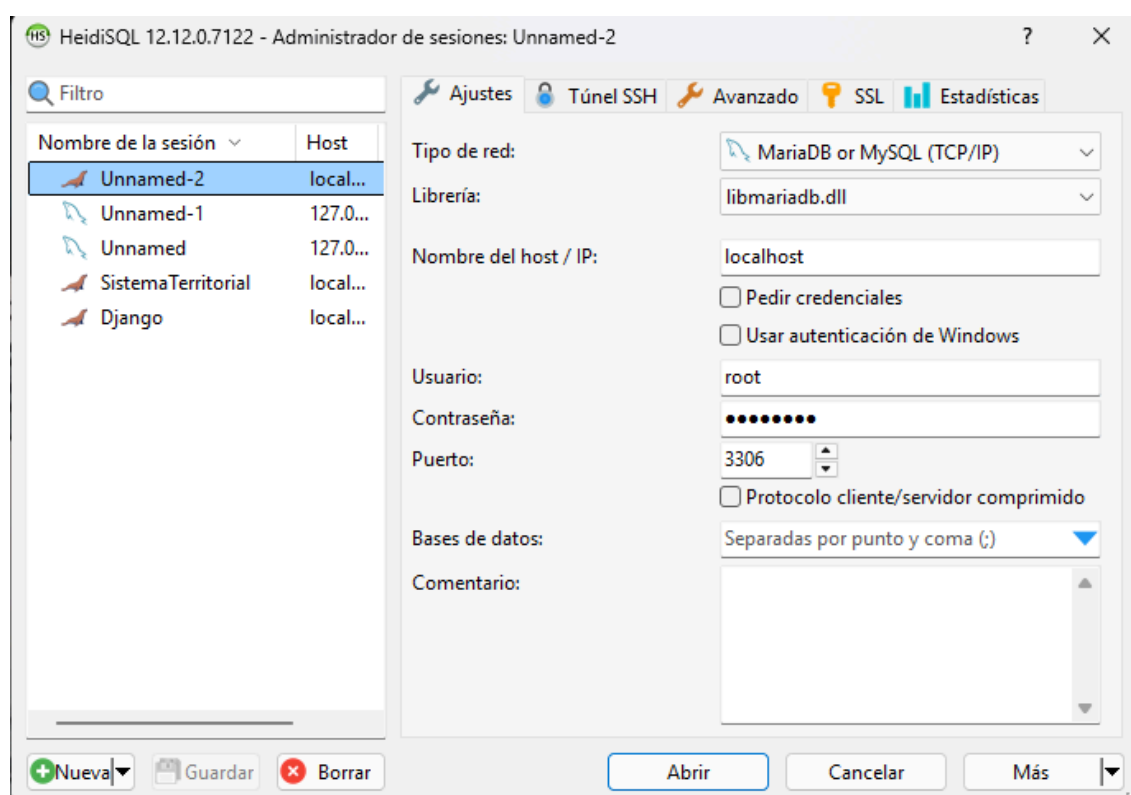 HS HeidiSQL 12.12.0.7122 - Administrador de sesiones: Unnamed-2 ? ×
Filtro
Nombre de la sesión Host
Unnamed-2 local...
Unnamed-1 127.0...
Unnamed 127.0...
SistemaTerritorial local...
Django local...
Ajustes Túnel SSH Avanzado SSL Estadísticas
Tipo de red: MariaDB or MySQL (TCP/IP)
Librería: libmariadb.dll
Nombre del host / IP: localhost
Pedir credenciales
Usar autenticación de Windows
Usuario: root
Contraseña: ●●●●●●●●
Puerto: 3306
Protocolo cliente/servidor comprimido
Bases de datos: Separadas por punto y coma (;)
Comentario:
Nueva Guardar Borrar Abrir Cancelar Más